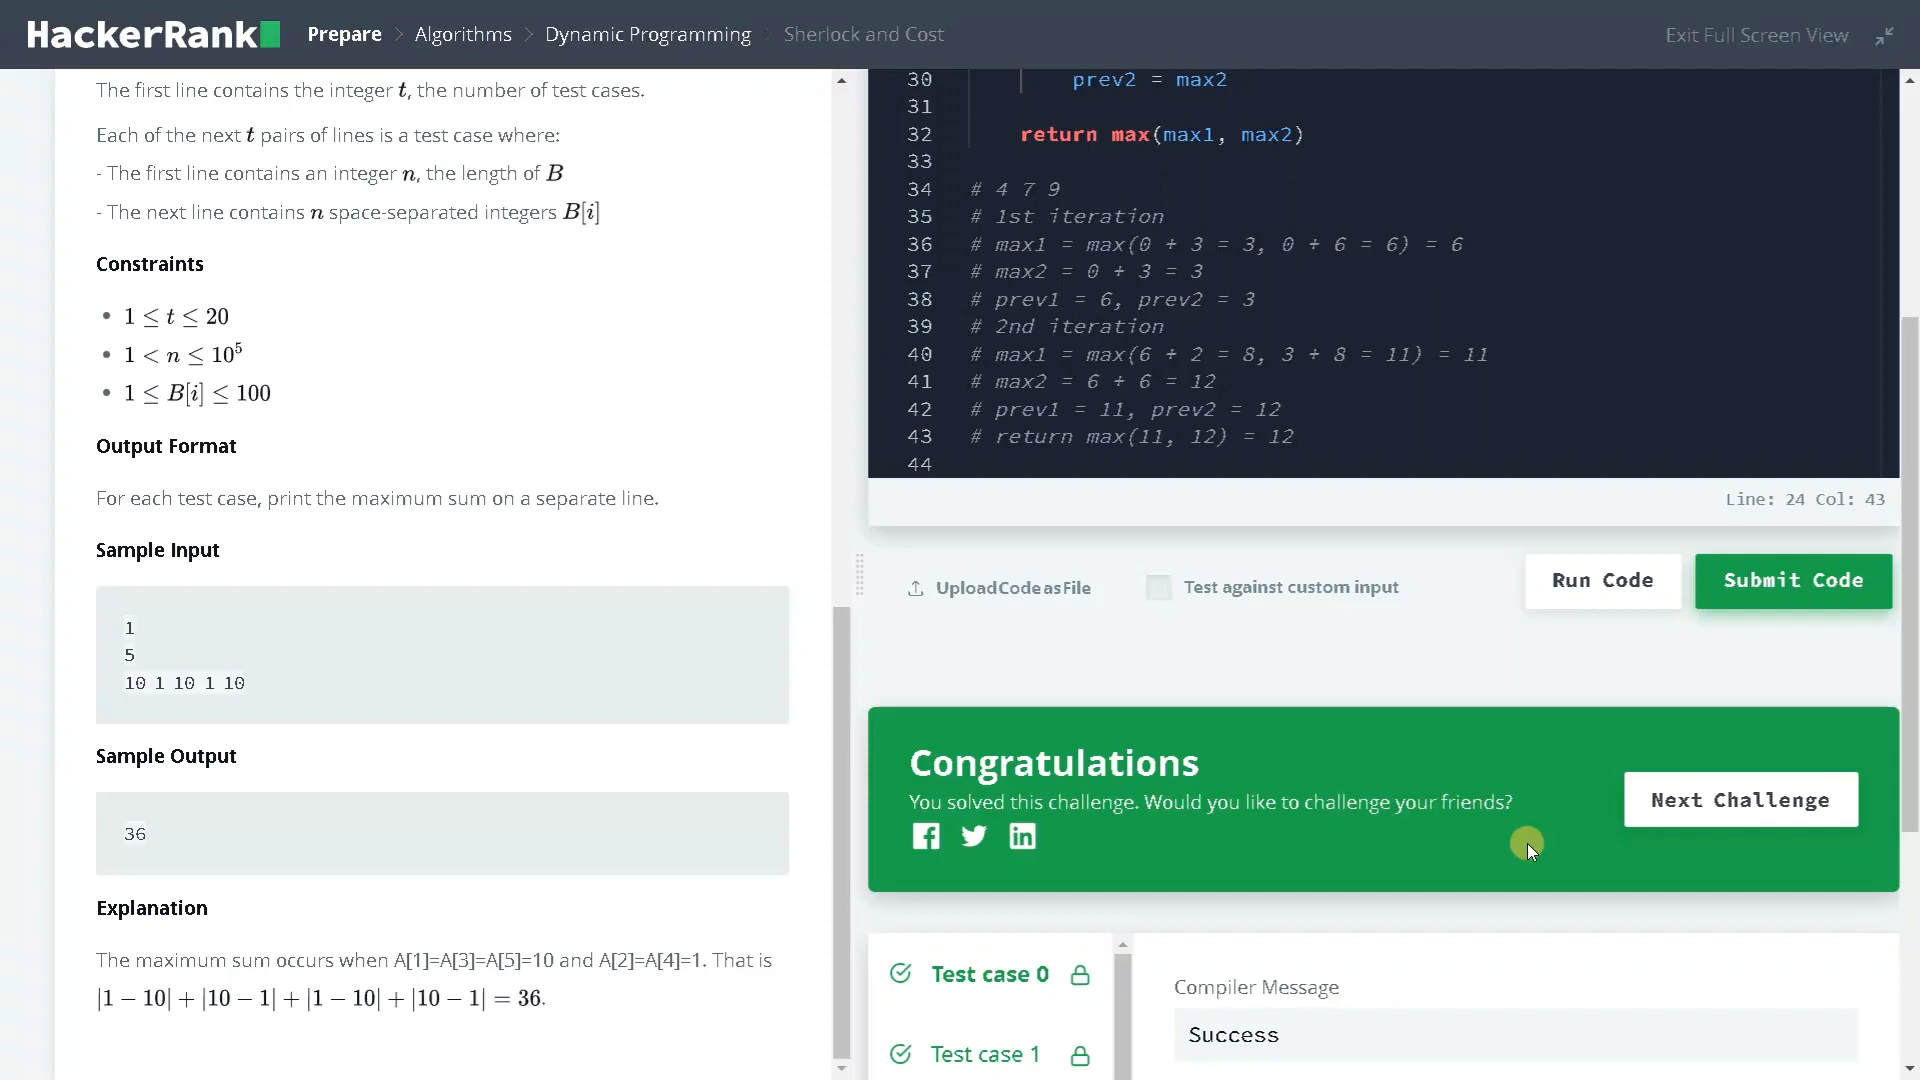 HackerRank Prepare > Algorithms > Dynamic Programming > Sherlock and Cost Exit Full Screen View
The first line contains the integer t, the number of test cases.
Each of the next t pairs of lines is a test case where:
- The first line contains an integer n, the length of B
- The next line contains n space-separated integers B[i]
Constraints
• 1 ≤ t ≤ 20
• 1 < n ≤ 10⁵
• 1 ≤ B[i] ≤ 100
Output Format
For each test case, print the maximum sum on a separate line.
Sample Input
1
5
10 1 10 1 10
Sample Output
36
Explanation
The maximum sum occurs when A[1]=A[3]=A[5]=10 and A[2]=A[4]=1. That is
|1 − 10| + |10 − 1| + |1 − 10| + |10 − 1| = 36.
30 prev2 = max2
31
32 return max(max1, max2)
33
34 # 4 7 9
35 # 1st iteration
36 # max1 = max(0 + 3 = 3, 0 + 6 = 6) = 6
37 # max2 = 0 + 3 = 3
38 # prev1 = 6, prev2 = 3
39 # 2nd iteration
40 # max1 = max(6 + 2 = 8, 3 + 8 = 11) = 11
41 # max2 = 6 + 6 = 12
42 # prev1 = 11, prev2 = 12
43 # return max(11, 12) = 12
44
Line: 24 Col: 43
Upload Code as File Test against custom input Run Code Submit Code
Congratulations
You solved this challenge. Would you like to challenge your friends?
Next Challenge
Test case 0
Test case 1
Compiler Message
Success